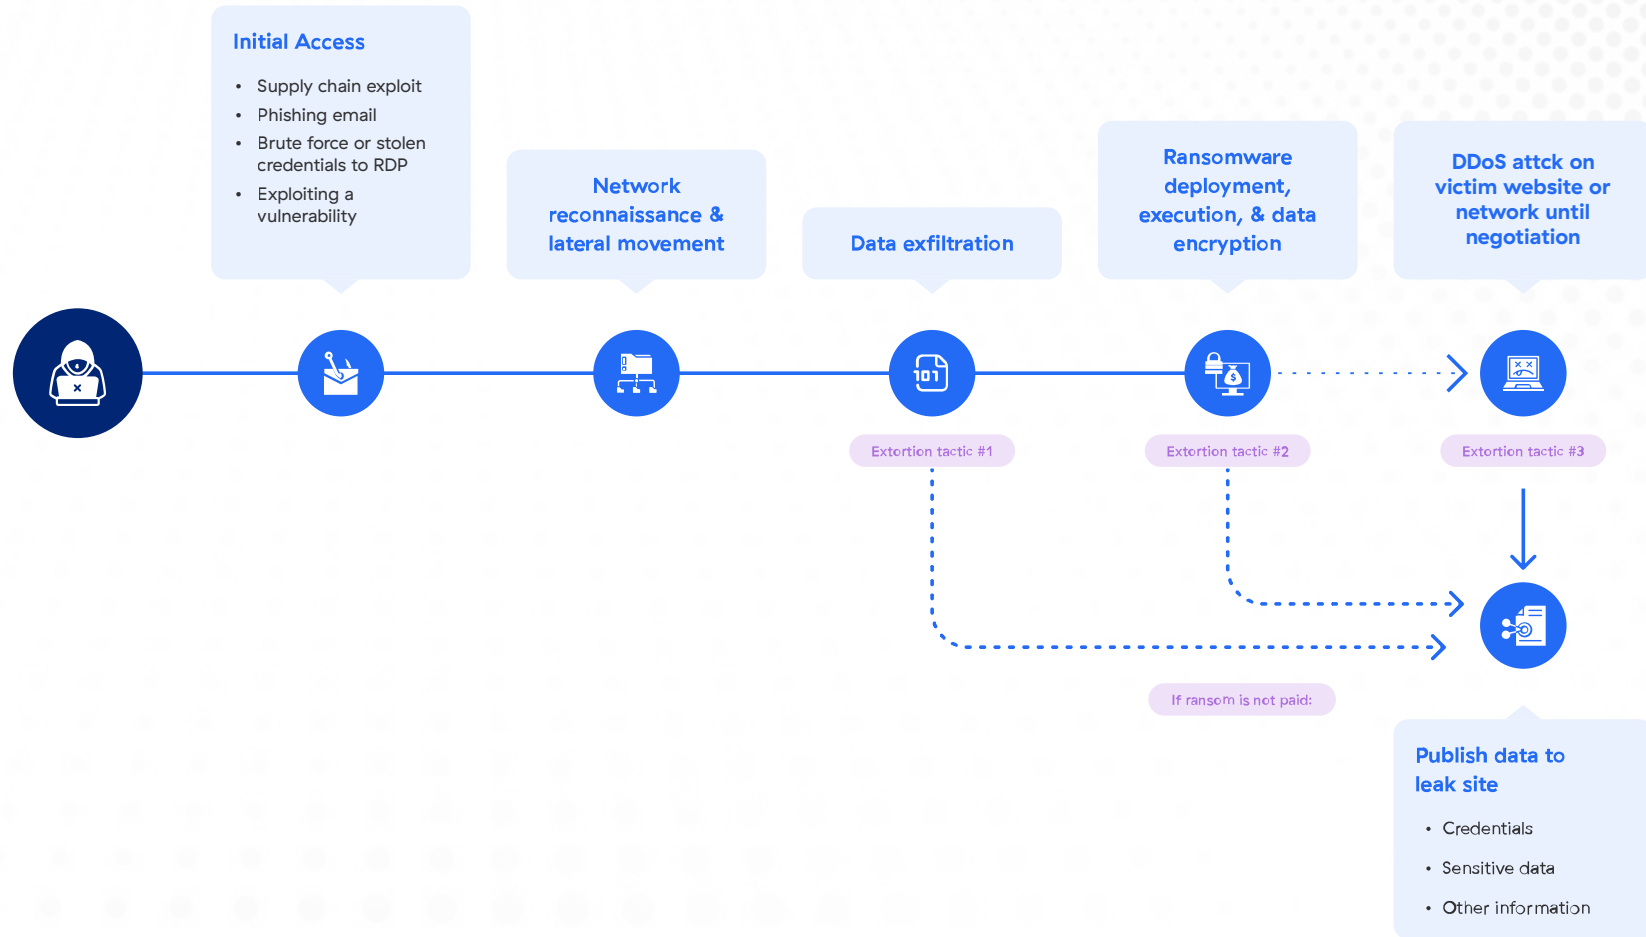 Initial Access
• Supply chain exploit
• Phishing email
• Brute force or stolen
credentials to RDP
• Exploiting a
vulnerability
Network
reconnaissance &
lateral movement
Data exfiltration
Ransomware
deployment,
execution, & data
encryption
DDoS attck on
victim website or
network until
negotiation
101
$
Extortion tactic #1
Extortion tactic #2
Extortion tactic #3
If ransom is not paid:
Publish data to
leak site
• Credentials
• Sensitive data
• Other information